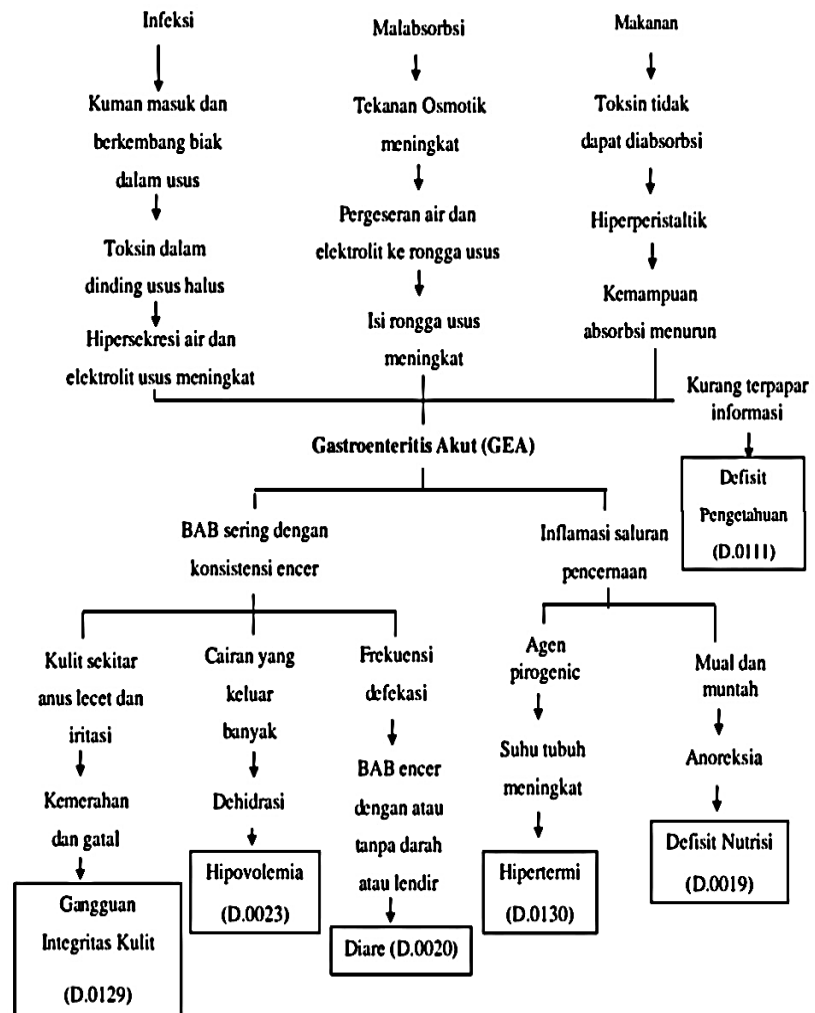 Infeksi
Kuman masuk dan
berkembang biak
dalam usus
Toksin dalam
dinding usus halus
Hipersekresi air dan
elektrolit usus meningkat
Malabsorbsi
Tekanan Osmotik
meningkat
Pergeseran air dan
elektrolit ke rongga usus
Isi rongga usus
meningkat
Makanan
Toksin tidak
dapat diabsorbsi
Hiperperistaltik
Kemampuan
absorbsi menurun
Kurang terpapar
informasi
Defisit
Pengetahuan
(D.0111)
Gastroenteritis Akut (GEA)
BAB sering dengan
konsistensi encer
Inflamasi saluran
pencernaan
Kulit sekitar
anus lecet dan
iritasi
Kemerahan
dan gatal
Gangguan
Integritas Kulit
(D.0129)
Cairan yang
keluar
banyak
Dehidrasi
Hipovolemia
(D.0023)
Frekuensi
defekasi
BAB encer
dengan atau
tanpa darah
atau lendir
Diare (D.0020)
Agen
pirogenic
Suhu tubuh
meningkat
Hipertermi
(D.0130)
Mual dan
muntah
Anoreksia
Defisit Nutrisi
(D.0019)